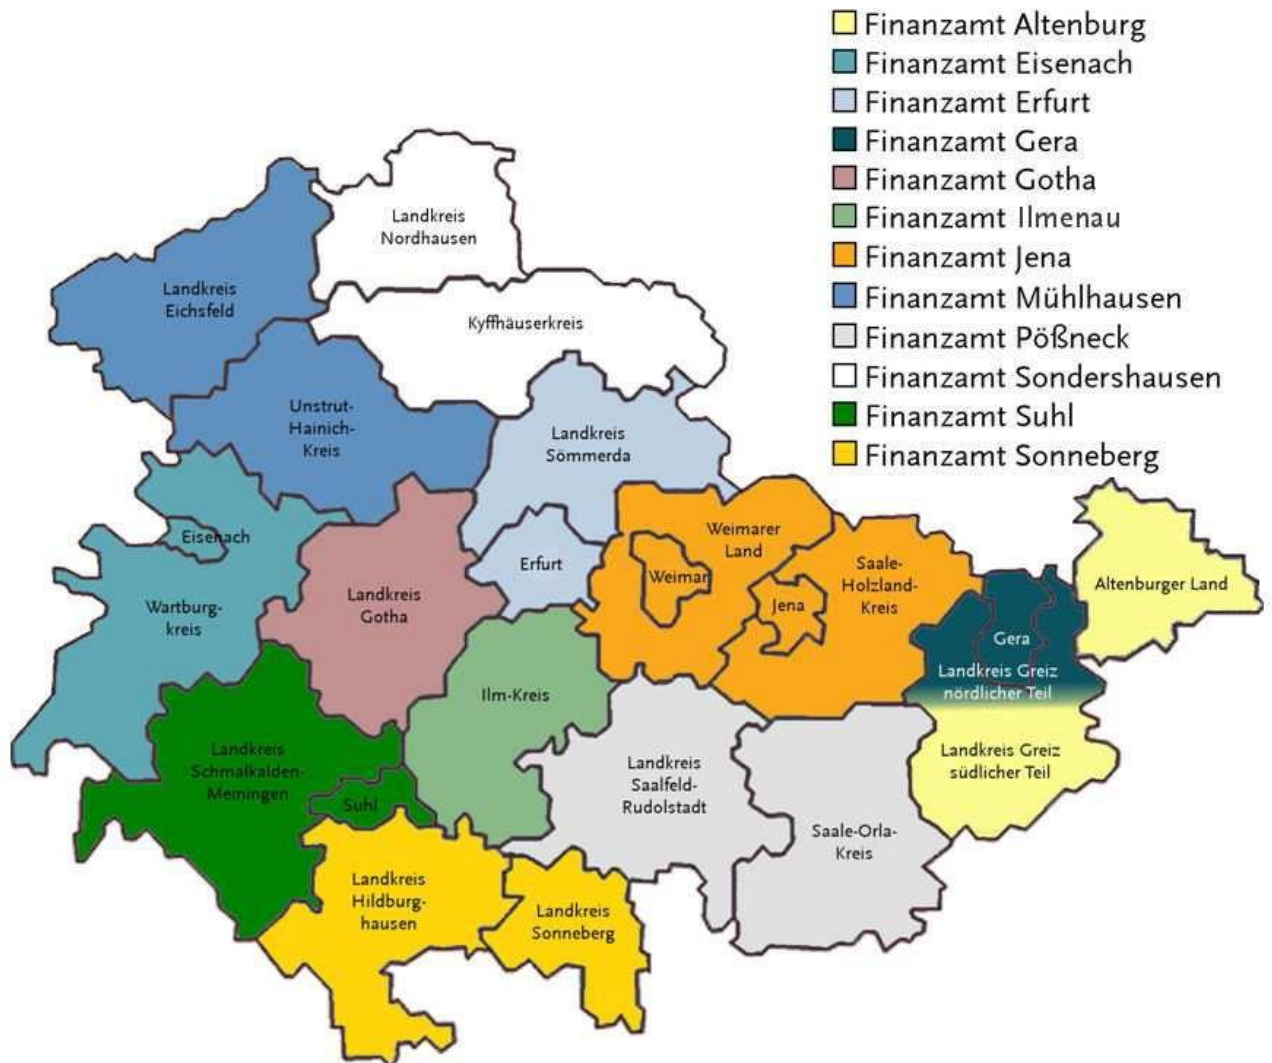 Finanzamt Altenburg
Finanzamt Eisenach
Finanzamt Erfurt
Finanzamt Gera
Finanzamt Gotha
Finanzamt Ilmenau
Finanzamt Jena
Finanzamt Mühlhausen
Finanzamt Pößneck
Finanzamt Sondershausen
Finanzamt Suhl
Finanzamt Sonneberg
Landkreis
Nordhausen
Landkreis
Eichsfeld
Kyffhäuserkreis
Unstrut-
Hainich-
Kreis
Landkreis
Sömmerda
Eisenach
Erfurt
Weimarer
Land
Weimar
Saale-
Holzland-
Kreis
Jena
Altenburger Land
Wartburg-
kreis
Landkreis
Gotha
Gera
Landkreis Greiz
nördlicher Teil
Ilm-Kreis
Landkreis
Schmalkalden-
Meiningen
Suhl
Landkreis
Saalfeld-
Rudolstadt
Landkreis Greiz
südlicher Teil
Saale-Orla-
Kreis
Landkreis
Hildburg-
hausen
Landkreis
Sonneberg